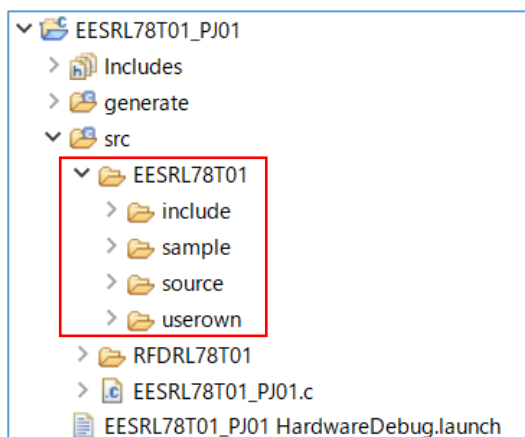 EESRL78T01_PJ01
Includes
generate
src
EESRL78T01
include
sample
source
userown
RFDRL78T01
EESRL78T01_PJ01.c
EESRL78T01_PJ01 HardwareDebug.launch